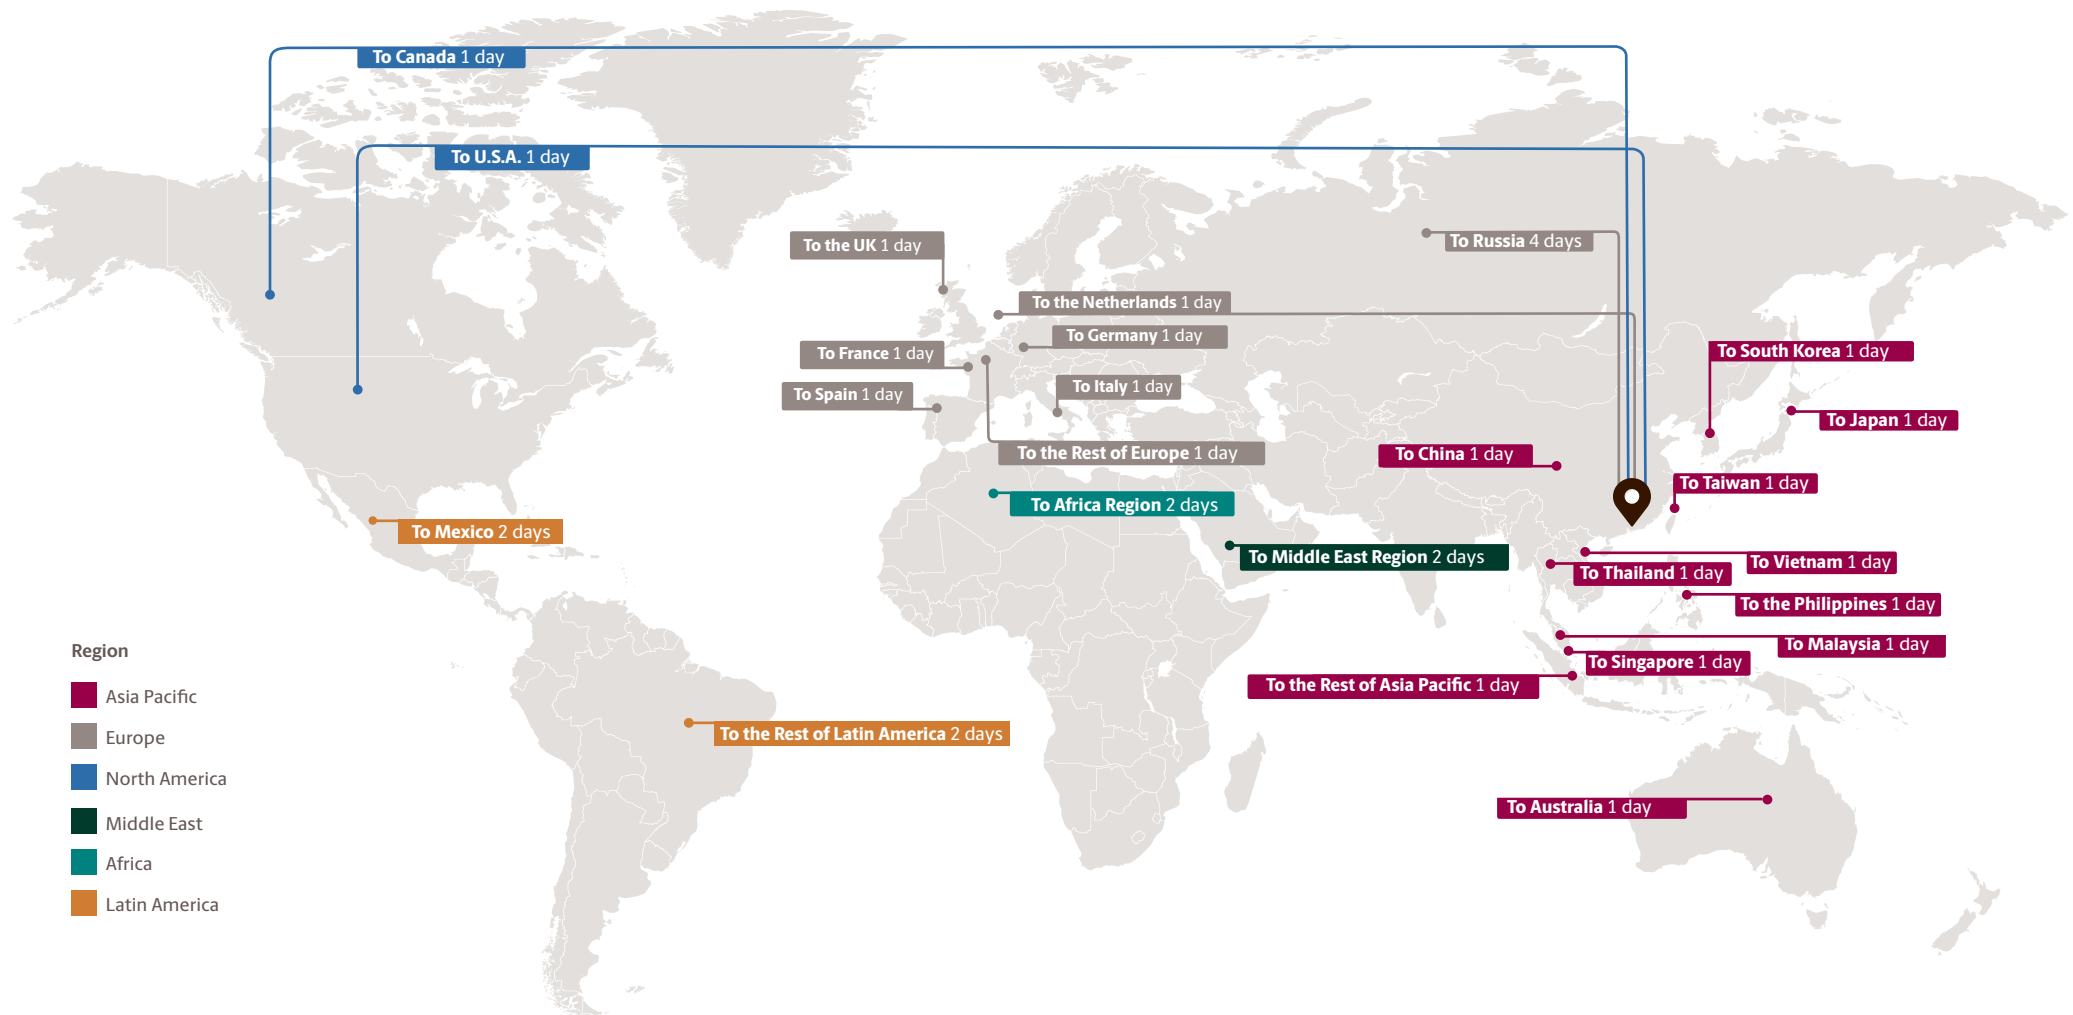 To Canada 1 day
To U.S.A. 1 day
To the UK 1 day
To Russia 4 days
To the Netherlands 1 day
To Germany 1 day
To France 1 day
To South Korea 1 day
To Spain 1 day
To Italy 1 day
To Japan 1 day
To the Rest of Europe 1 day
To China 1 day
To Taiwan 1 day
To Africa Region 2 days
To Mexico 2 days
To Middle East Region 2 days
To Vietnam 1 day
To Thailand 1 day
To the Philippines 1 day
To Malaysia 1 day
To Singapore 1 day
To the Rest of Asia Pacific 1 day
To the Rest of Latin America 2 days
To Australia 1 day
Region
Asia Pacific
Europe
North America
Middle East
Africa
Latin America